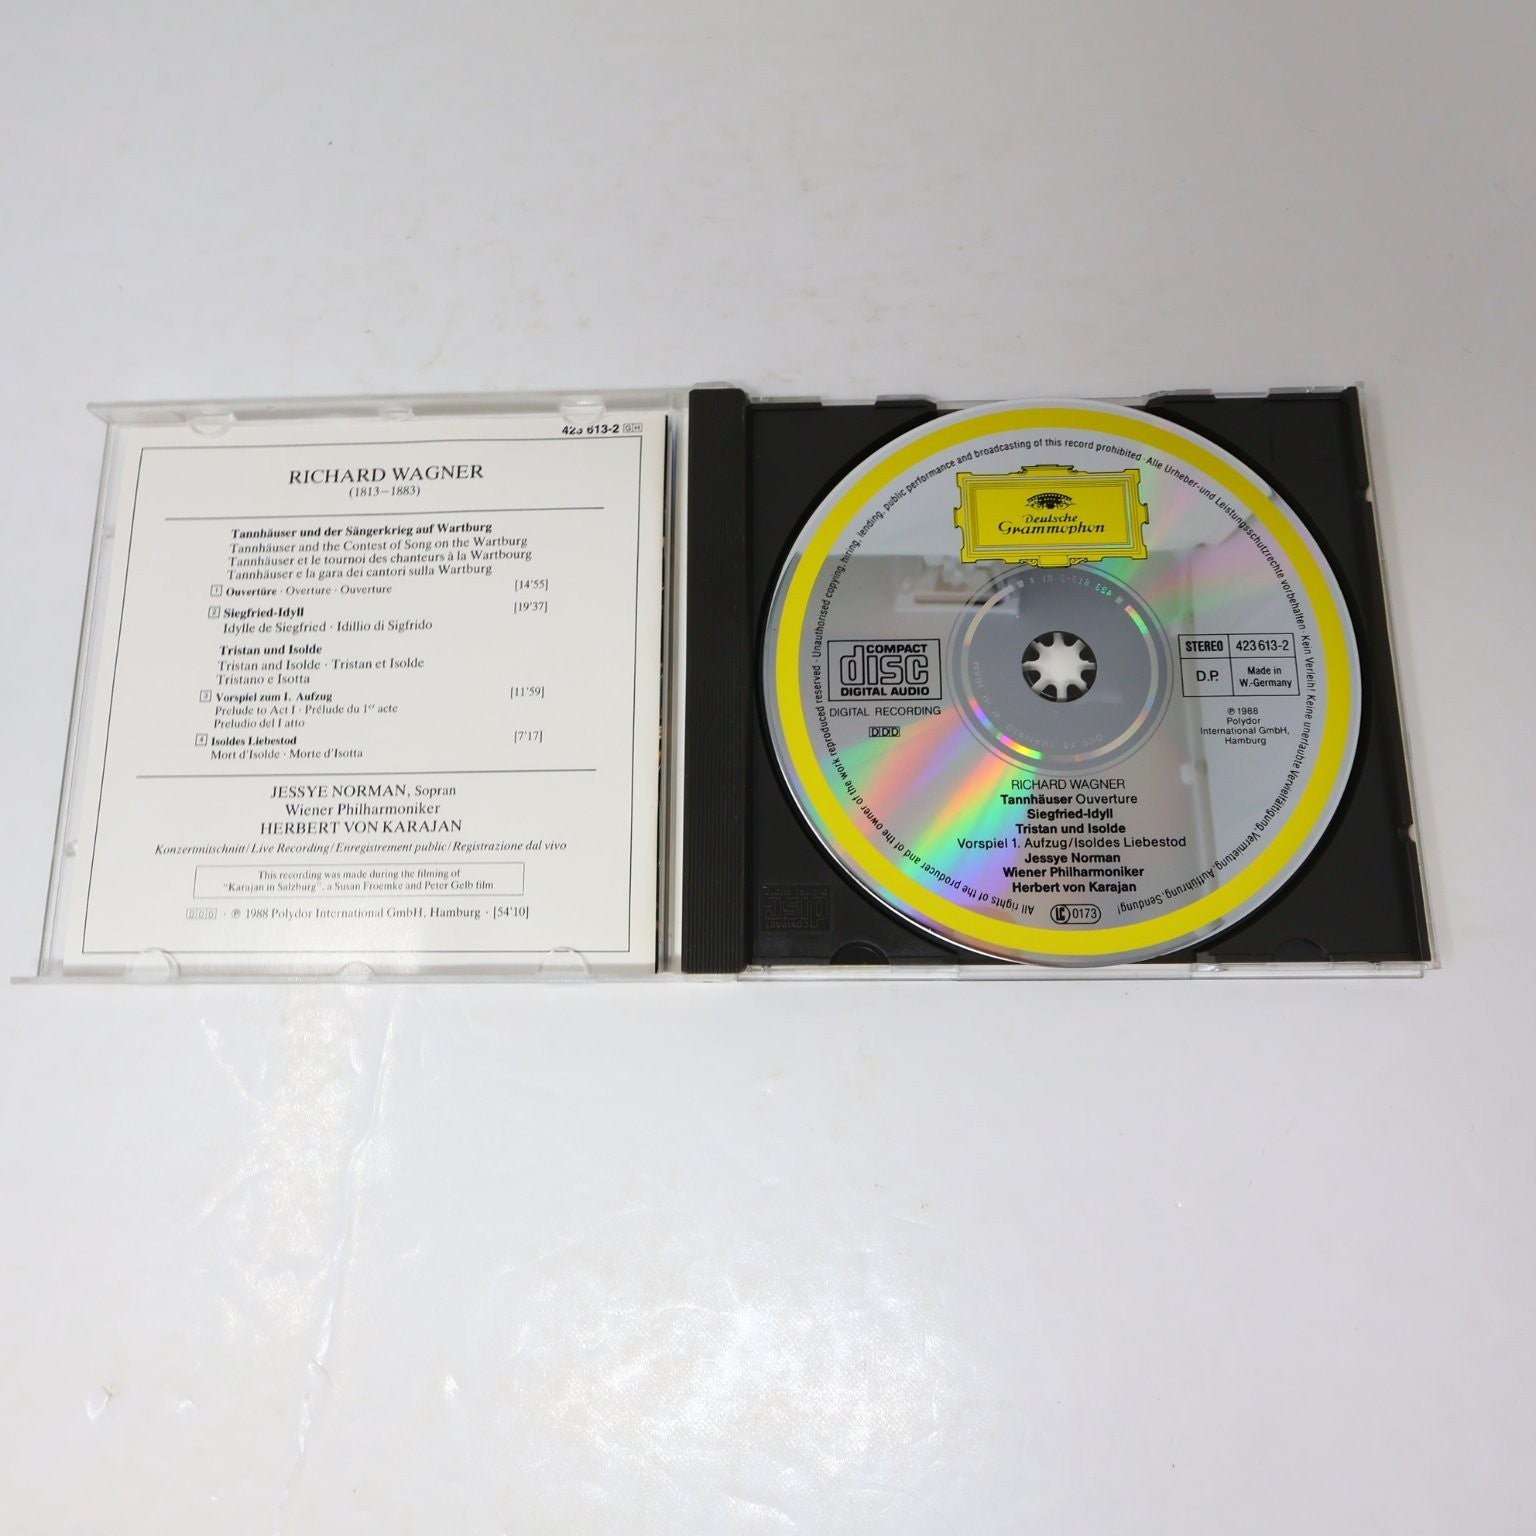 423 613-2 GH
RICHARD WAGNER
(1813–1883)
Tannhäuser und der Sängerkrieg auf Wartburg
Tannhäuser and the Contest of Song on the Wartburg
Tannhäuser et le tournoi des chanteurs à la Wartbourg
Tannhäuser e la gara dei cantori sulla Wartburg
1 Ouvertüre · Overture · Ouverture [14'55]
2 Siegfried-Idyll [19'37]
Idylle de Siegfried · Idillio di Sigfrido
Tristan und Isolde
Tristan and Isolde · Tristan et Isolde
Tristano e Isotta
3 Vorspiel zum I. Aufzug [11'59]
Prelude to Act I · Prélude du 1er acte
Preludio del I atto
4 Isoldes Liebestod [7'17]
Mort d'Isolde · Morte d'Isotta
JESSYE NORMAN, Sopran
Wiener Philharmoniker
HERBERT VON KARAJAN
Konzertmitschnitt/Live Recording/Enregistrement public/Registrazione dal vivo
This recording was made during the filming of
"Karajan in Salzburg", a Susan Froemke and Peter Gelb film
DDD · ℗ 1988 Polydor International GmbH, Hamburg · [54'10]
Deutsche
Grammophon
COMPACT
disc
DIGITAL AUDIO
DIGITAL RECORDING
DDD
STEREO 423 613-2
D.P. Made in
W.-Germany
℗ 1988
Polydor
International GmbH,
Hamburg
RICHARD WAGNER
Tannhäuser Ouverture
Siegfried-Idyll
Tristan und Isolde
Vorspiel 1. Aufzug/Isoldes Liebestod
Jessye Norman
Wiener Philharmoniker
Herbert von Karajan
LC 0173
All rights of the producer and of the owner of the work reproduced reserved · Unauthorised copying, hiring, lending, public performance and broadcasting of this record prohibited · Alle Urheber- und Leistungsschutzrechte vorbehalten · Kein Verleih! Keine unerlaubte Vervielfältigung, Vermietung, Aufführung, Sendung!
COMPACT
disc
DIGITAL AUDIO